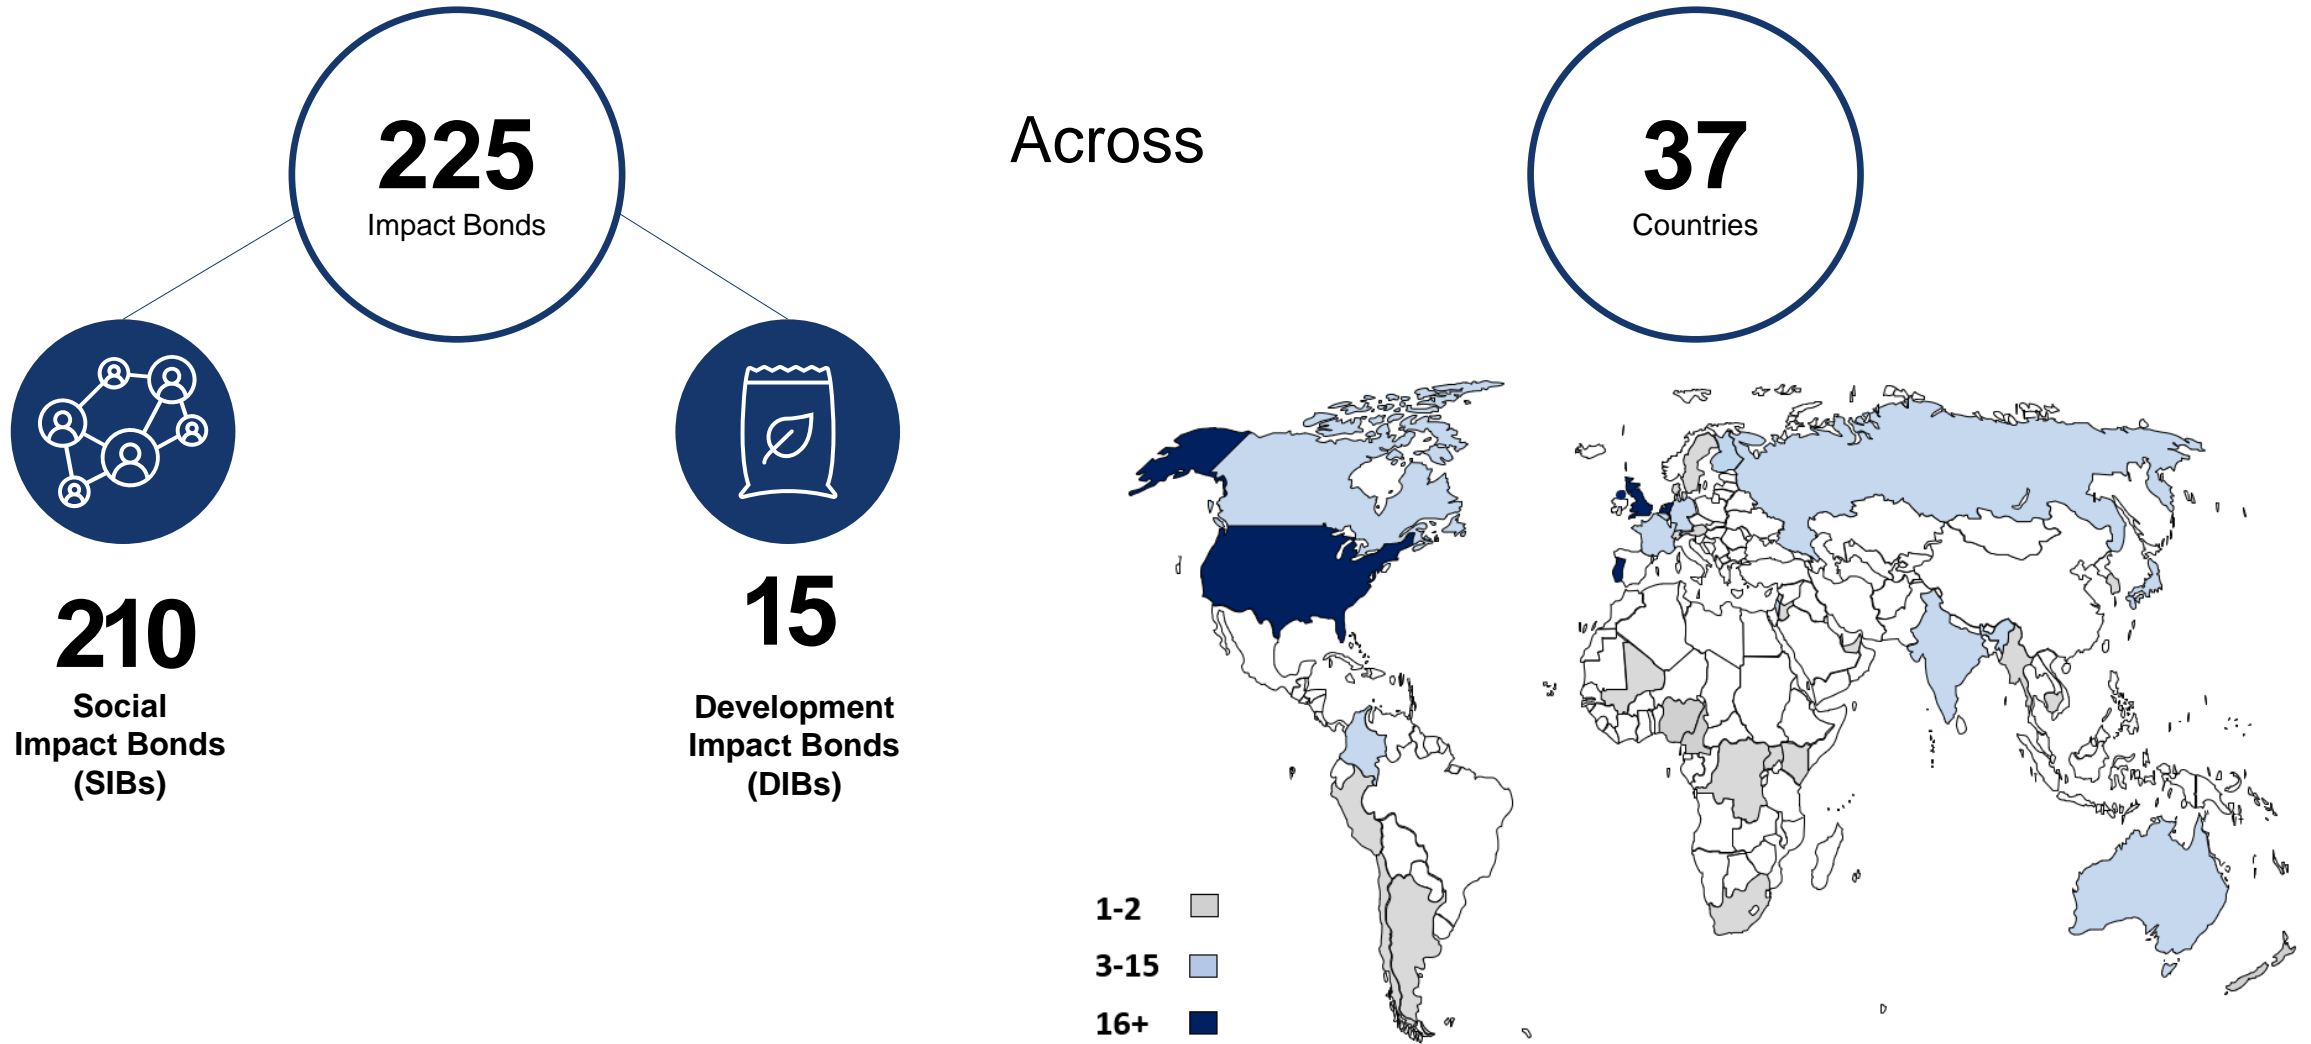 225
Impact Bonds
Across
37
Countries
210
Social
Impact Bonds
(SIBs)
15
Development
Impact Bonds
(DIBs)
1-2
3-15
16+